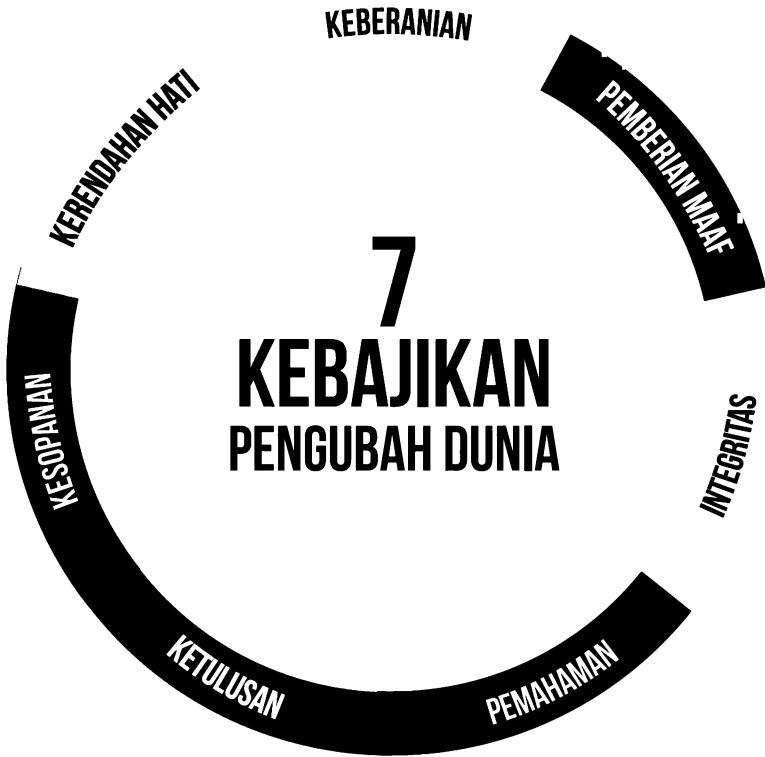 KEBERANIAN
PEMBERIAN MAAF
INTEGRITAS
PEMAHAMAN
KETULUSAN
KESOPANAN
KERENDAHAN HATI
7
KEBAJIKAN
PENGUBAH DUNIA